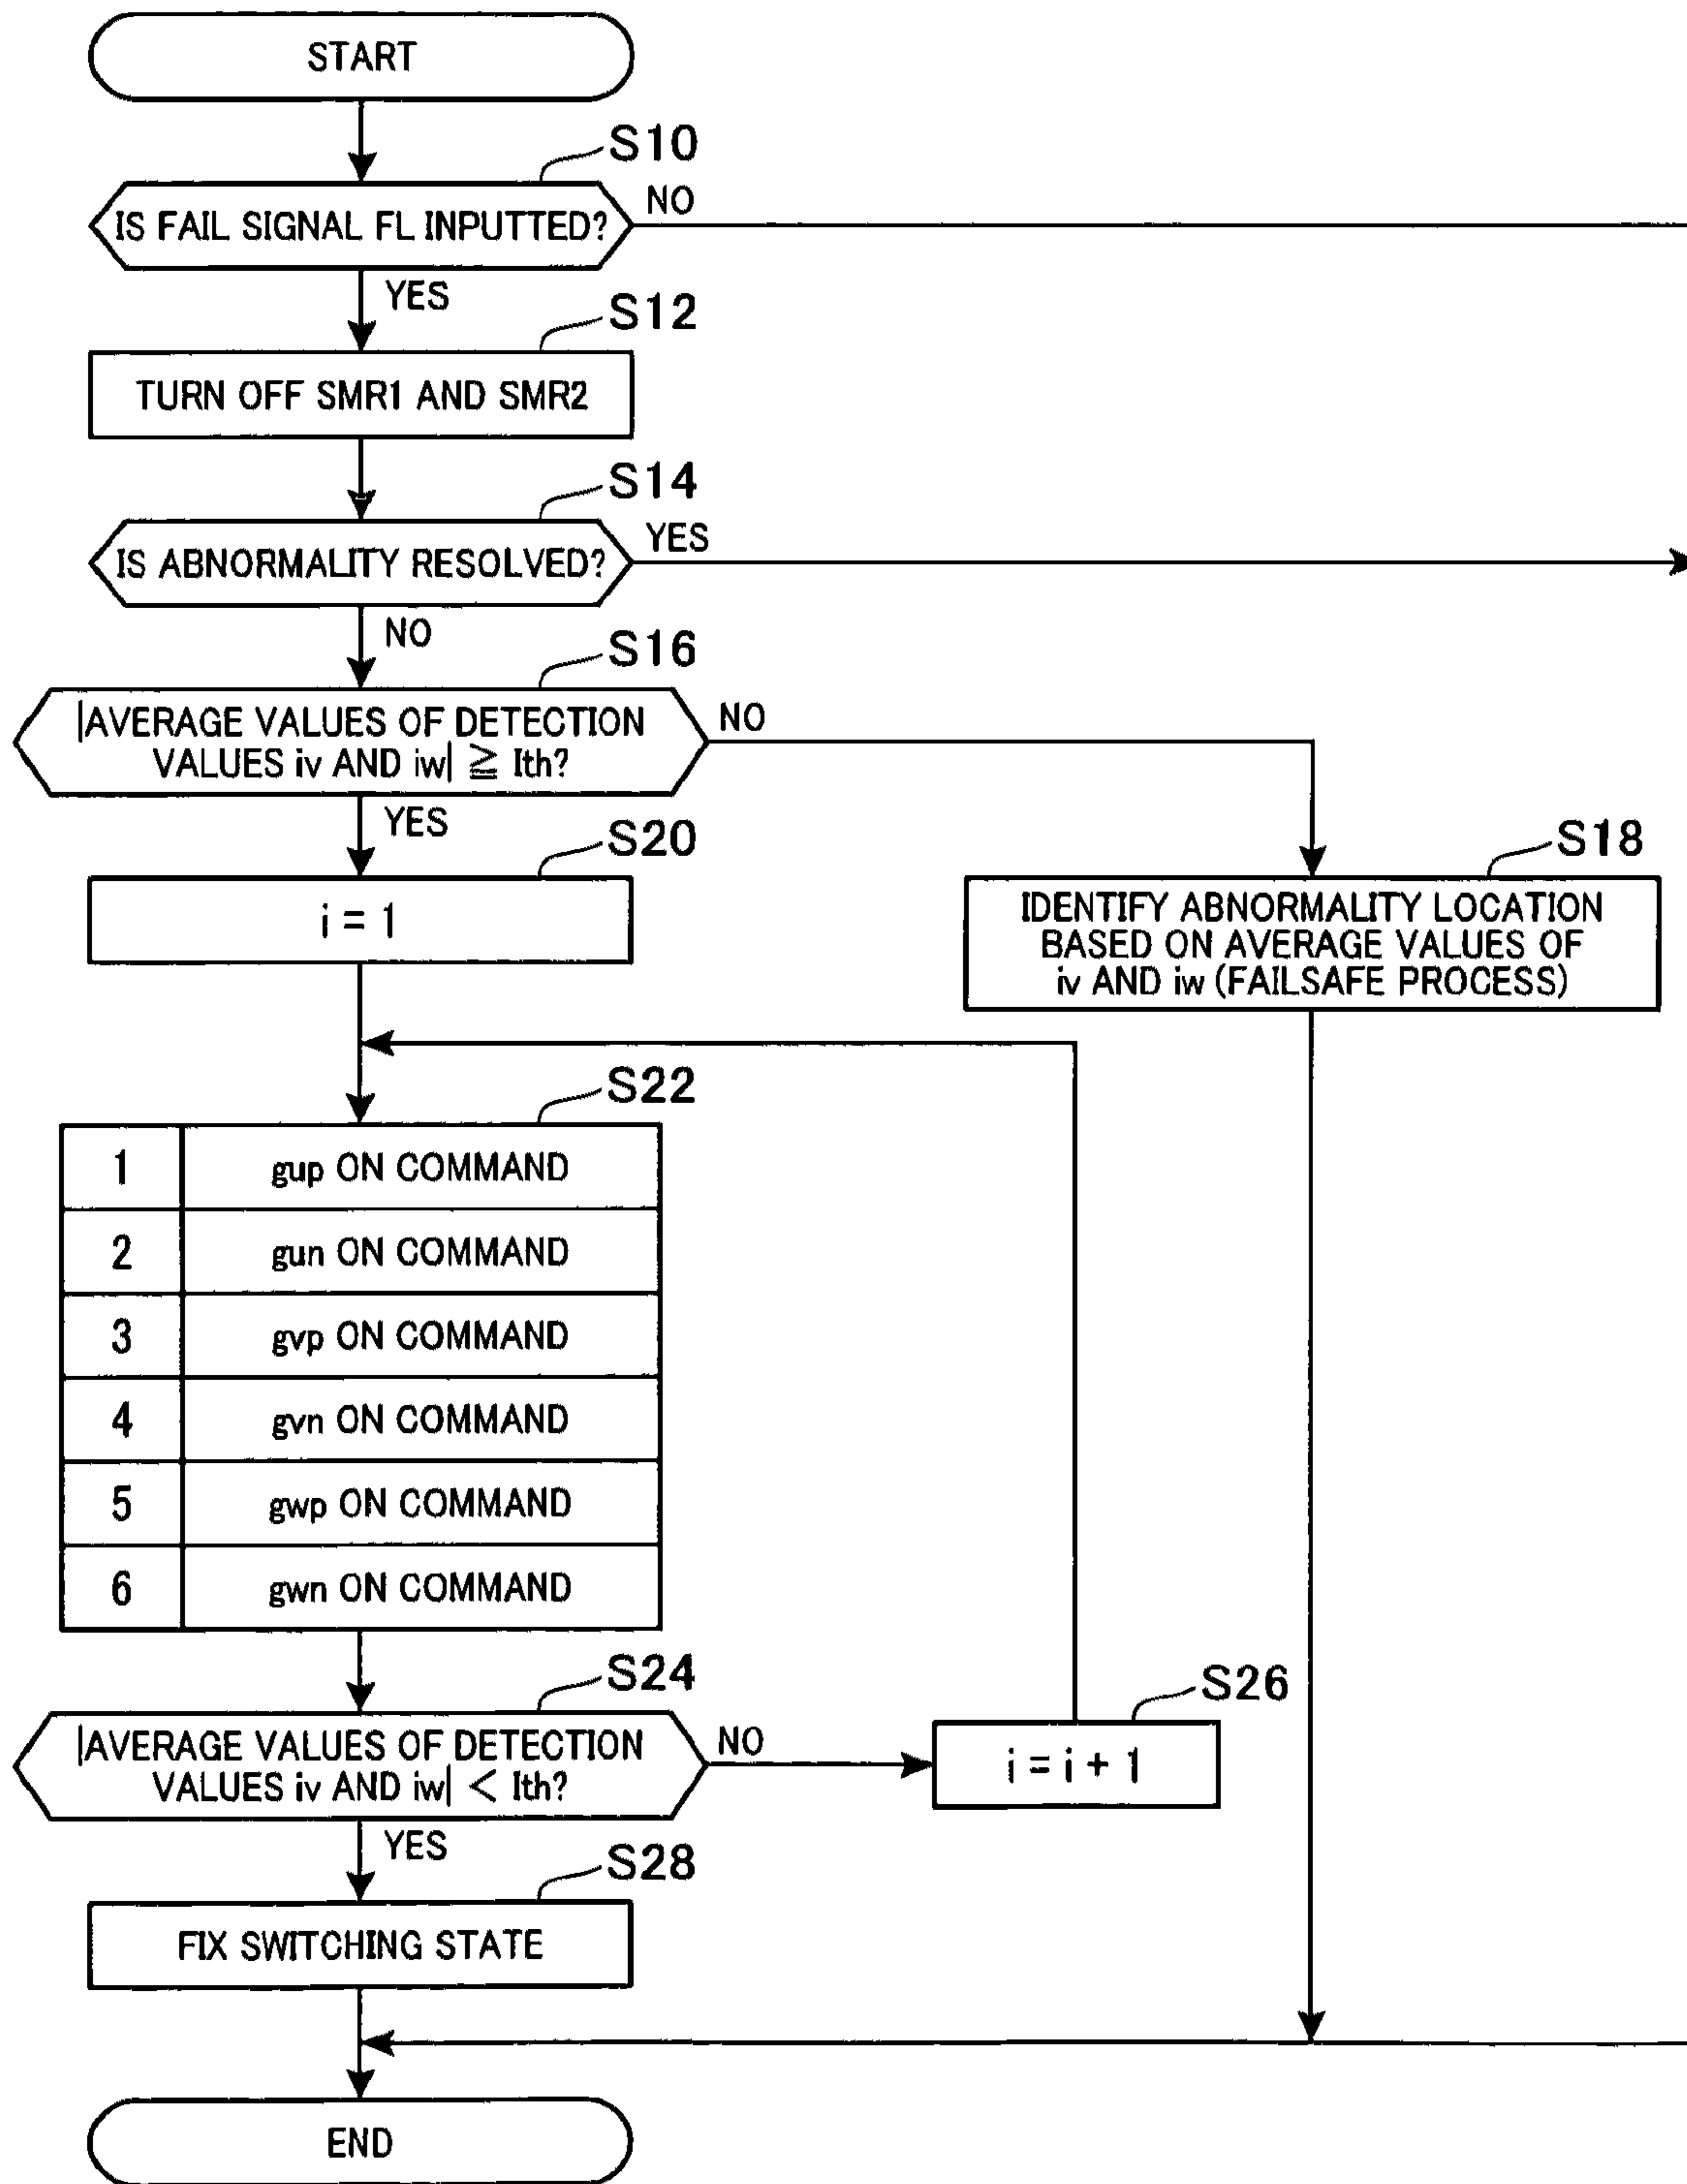 START
S10
IS FAIL SIGNAL FL INPUTTED?
NO
YES
S12
TURN OFF SMR1 AND SMR2
S14
IS ABNORMALITY RESOLVED?
YES
NO
S16
|AVERAGE VALUES OF DETECTION
VALUES iv AND iw| ≧ Ith?
NO
YES
S20
i = 1
S18
IDENTIFY ABNORMALITY LOCATION
BASED ON AVERAGE VALUES OF
iv AND iw (FAILSAFE PROCESS)
S22
1 gup ON COMMAND
2 gun ON COMMAND
3 gvp ON COMMAND
4 gvn ON COMMAND
5 gwp ON COMMAND
6 gwn ON COMMAND
S24
|AVERAGE VALUES OF DETECTION
VALUES iv AND iw| < Ith?
NO
S26
i = i + 1
YES
S28
FIX SWITCHING STATE
END